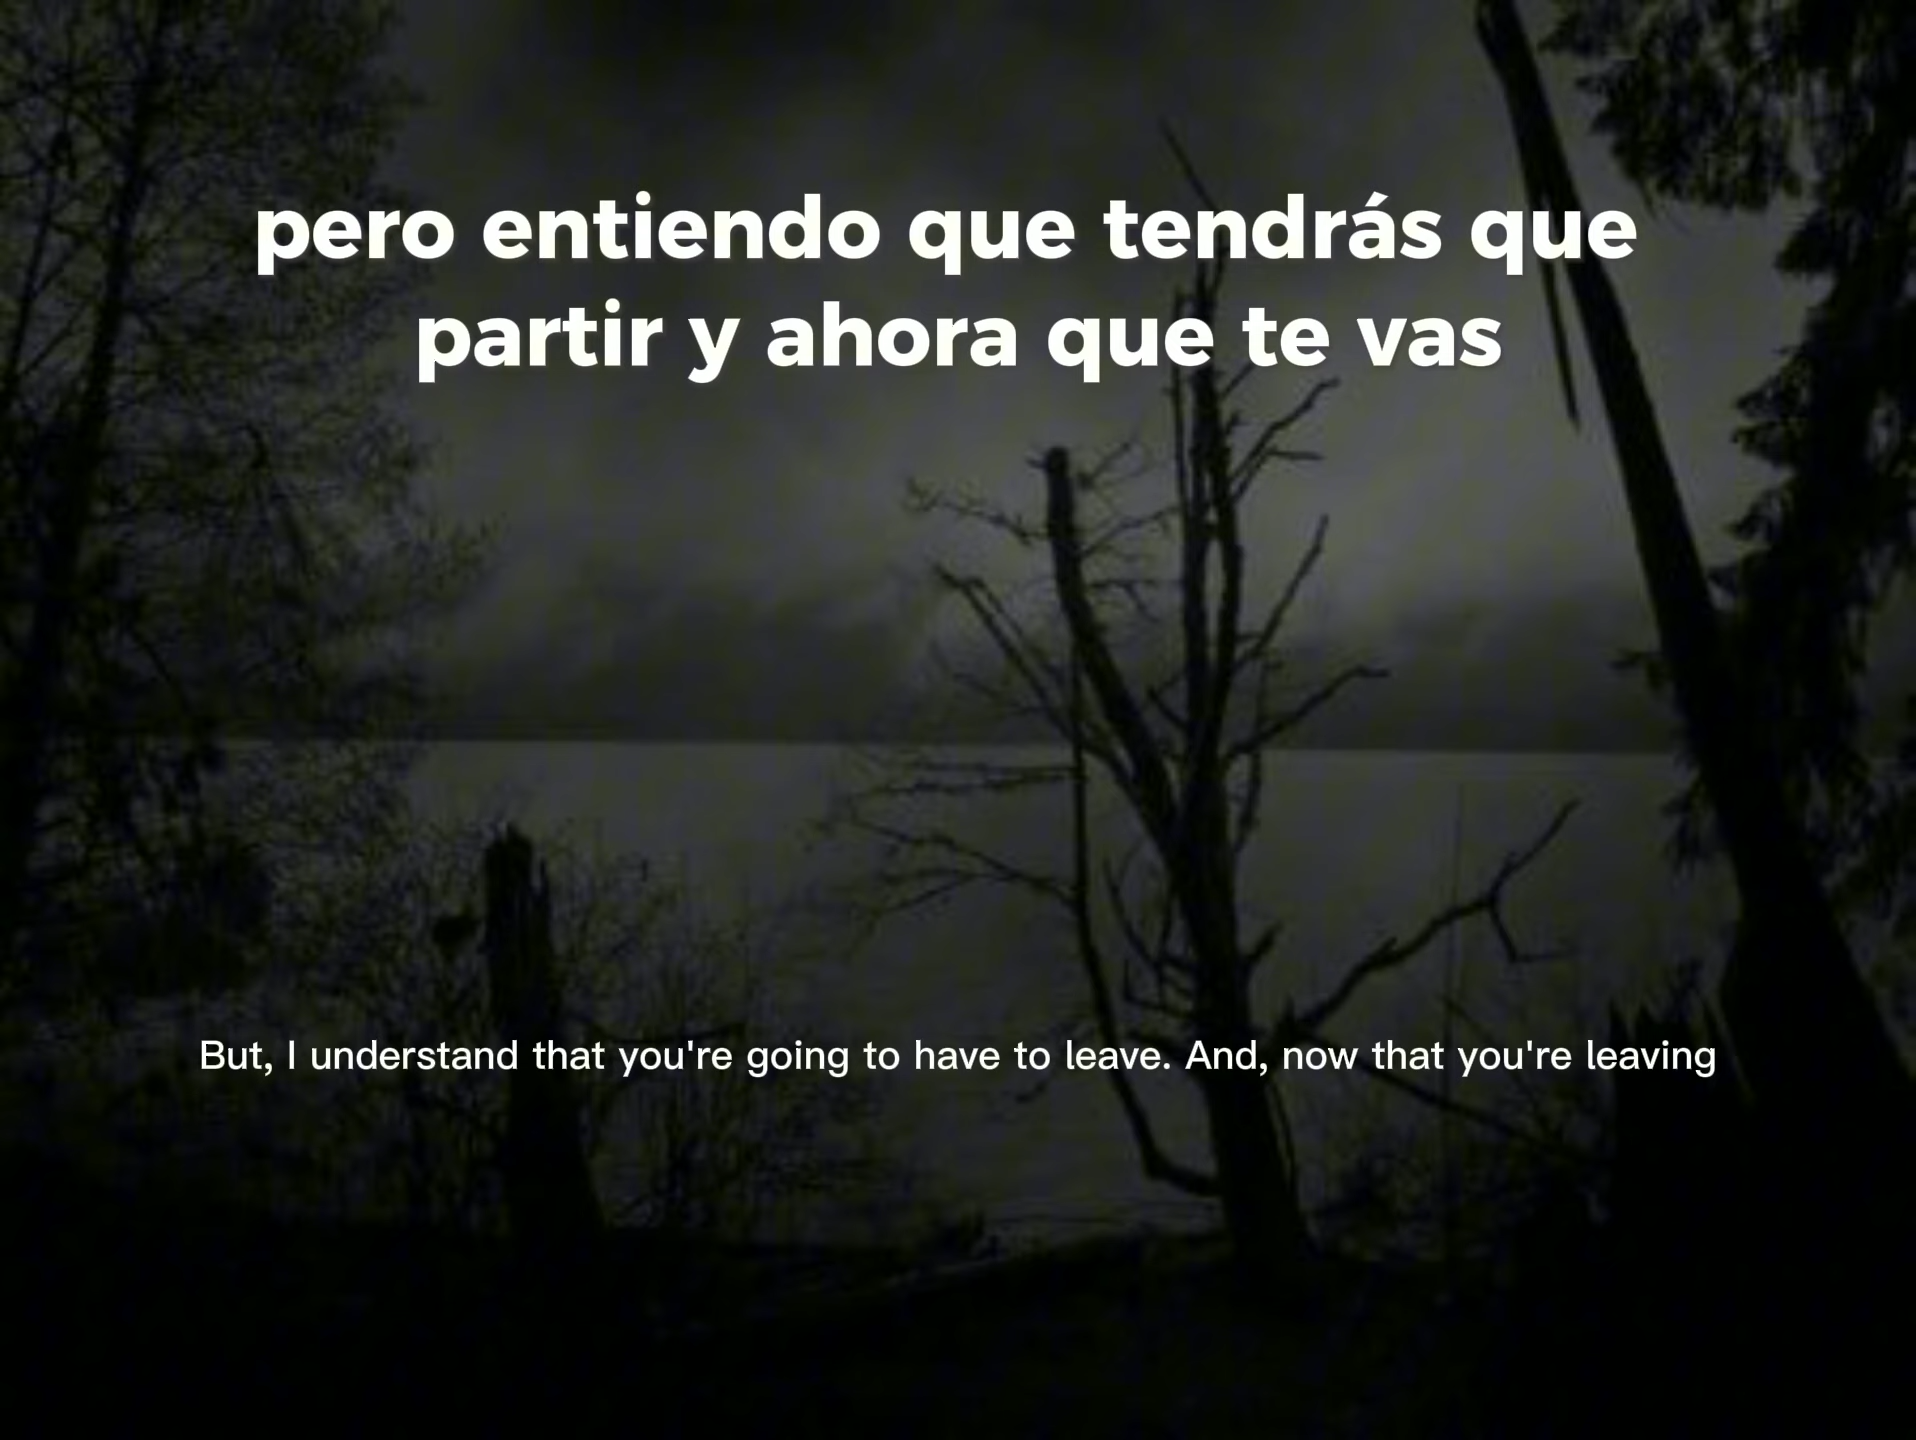 pero entiendo que tendrás que
partir y ahora que te vas
But, I understand that you're going to have to leave. And, now that you're leaving